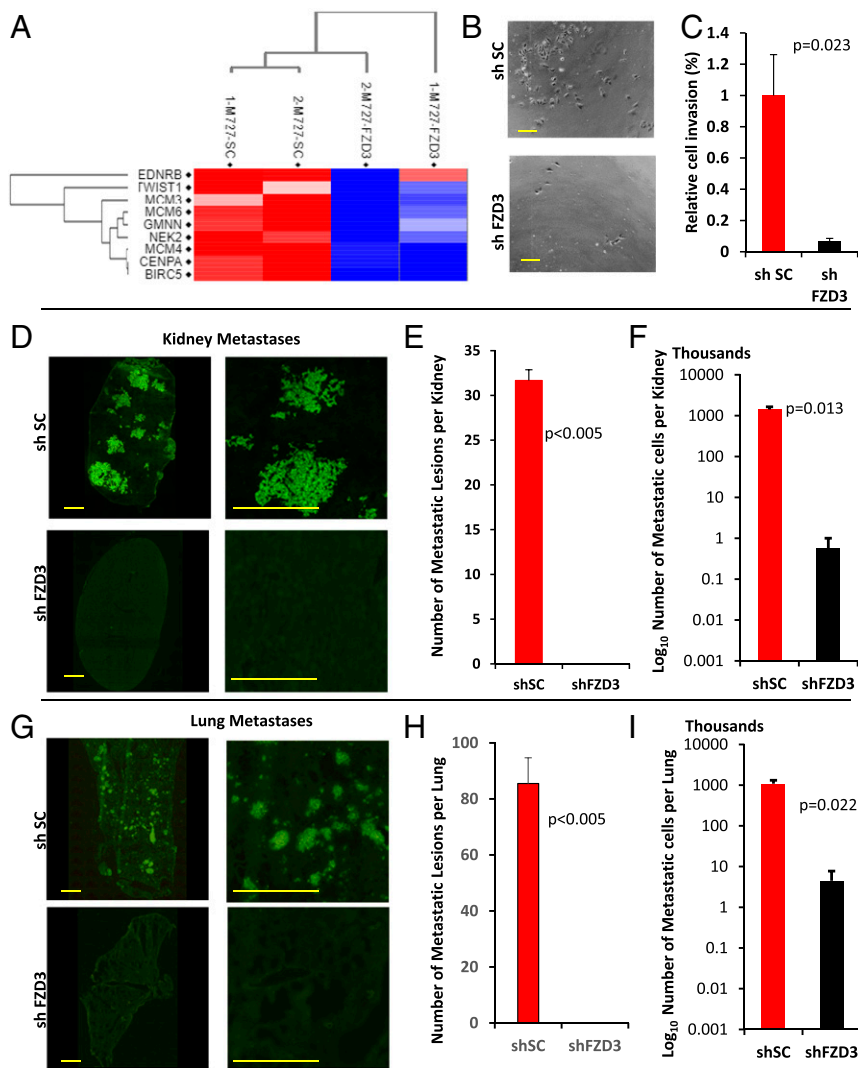 A
1-M727-SC
2-M727-SC
2-M727-FZD3
1-M727-FZD3
EDNRB
TWIST1
MCM3
MCM6
GMNN
NEK2
MCM4
CENPA
BIRC5
B
sh SC
sh FZD3
C
Relative cell invasion (%)
1.4
1.2
1
0.8
0.6
0.4
0.2
0
p=0.023
sh SC
sh
FZD3
D
Kidney Metastases
sh SC
sh FZD3
E
Number of Metastatic Lesions per Kidney
35
30
25
20
15
10
5
0
p<0.005
shSC
shFZD3
F
Thousands
Log10 Number of Metastatic cells per Kidney
10000
1000
100
10
1
0.1
0.01
0.001
p=0.013
shSC
shFZD3
G
Lung Metastases
sh SC
sh FZD3
H
Number of Metastatic Lesions per Lung
100
80
60
40
20
0
p<0.005
shSC
shFZD3
I
Thousands
Log10 Number of Metastatic cells per Lung
10000
1000
100
10
1
0.1
0.01
0.001
p=0.022
shSC
shFZD3